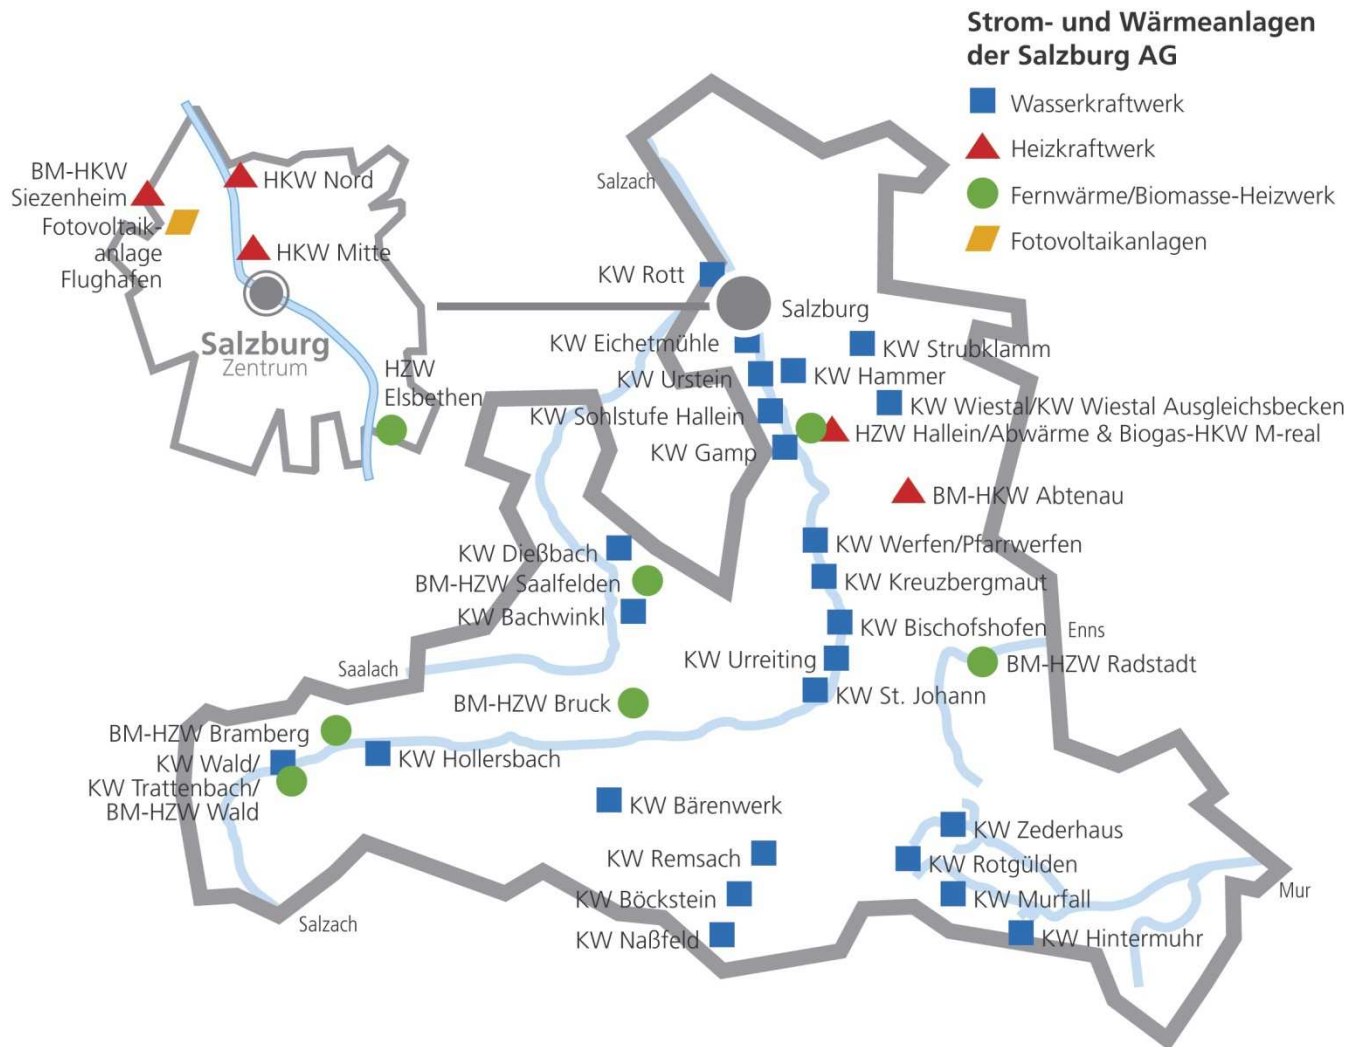 Strom- und Wärmeanlagen
der Salzburg AG
Wasserkraftwerk
Heizkraftwerk
Fernwärme/Biomasse-Heizwerk
Fotovoltaikanlagen
BM-HKW
Siezenheim
Fotovoltaik-
anlage
Flughafen
HKW Nord
HKW Mitte
Salzburg
Zentrum
HZW
Elsbethen
Salzach
KW Rott
Salzburg
KW Eichetmühle
KW Strubklamm
KW Urstein
KW Hammer
KW Sohlstufe Hallein
KW Wiestal/KW Wiestal Ausgleichsbecken
HZW Hallein/Abwärme & Biogas-HKW M-real
KW Gamp
BM-HKW Abtenau
KW Dießbach
KW Werfen/Pfarrwerfen
BM-HZW Saalfelden
KW Kreuzbergmaut
KW Bachwinkl
KW Bischofshofen
Enns
Saalach
KW Urreiting
BM-HZW Radstadt
KW St. Johann
BM-HZW Bruck
BM-HZW Bramberg
KW Wald/
KW Trattenbach/
BM-HZW Wald
KW Hollersbach
KW Bärenwerk
KW Zederhaus
KW Remsach
KW Rotgülden
KW Böckstein
KW Murfall
Mur
Salzach
KW Naßfeld
KW Hintermuhr